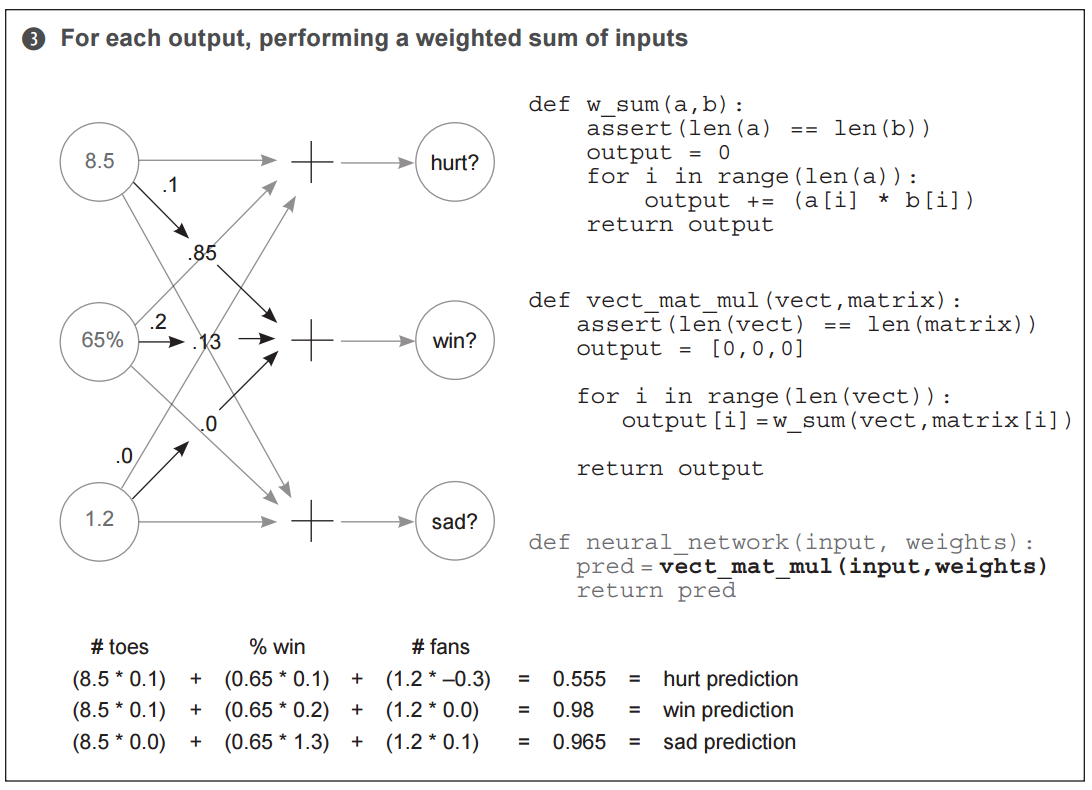 3 For each output, performing a weighted sum of inputs
8.5
.1
.85
hurt?
65%
.2
.13
win?
.0
.0
1.2
sad?
def w_sum(a,b):
    assert(len(a) == len(b))
    output = 0
    for i in range(len(a)):
        output += (a[i] * b[i])
    return output
def vect_mat_mul(vect,matrix):
    assert(len(vect) == len(matrix))
    output = [0,0,0]
    for i in range(len(vect)):
        output[i]=w_sum(vect,matrix[i])
    return output
def neural_network(input, weights):
    pred=vect_mat_mul(input,weights)
    return pred
# toes % win # fans
(8.5 * 0.1) + (0.65 * 0.1) + (1.2 * –0.3) = 0.555 = hurt prediction
(8.5 * 0.1) + (0.65 * 0.2) + (1.2 * 0.0) = 0.98 = win prediction
(8.5 * 0.0) + (0.65 * 1.3) + (1.2 * 0.1) = 0.965 = sad prediction